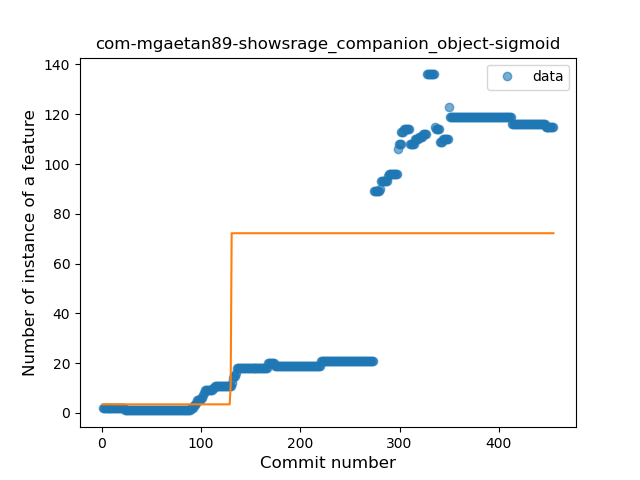 com-mgaetan89-showsrage_companion_object-sigmoid
data
Number of instance of a feature
140
120
100
80
60
40
20
0
0 100 200 300 400
Commit number